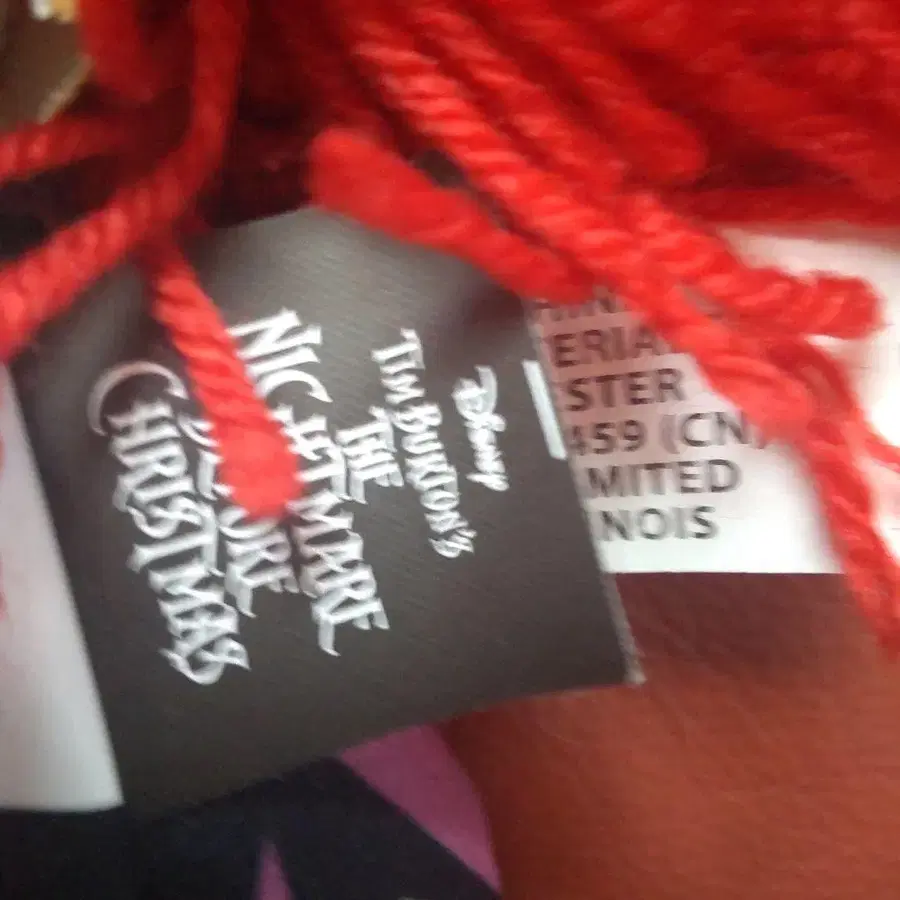 Disney
TIM BURTON'S
THE
NIGHTMARE
BEFORE
CHRISTMAS
ERIA
STER
459 (CN)
MITED
NOIS